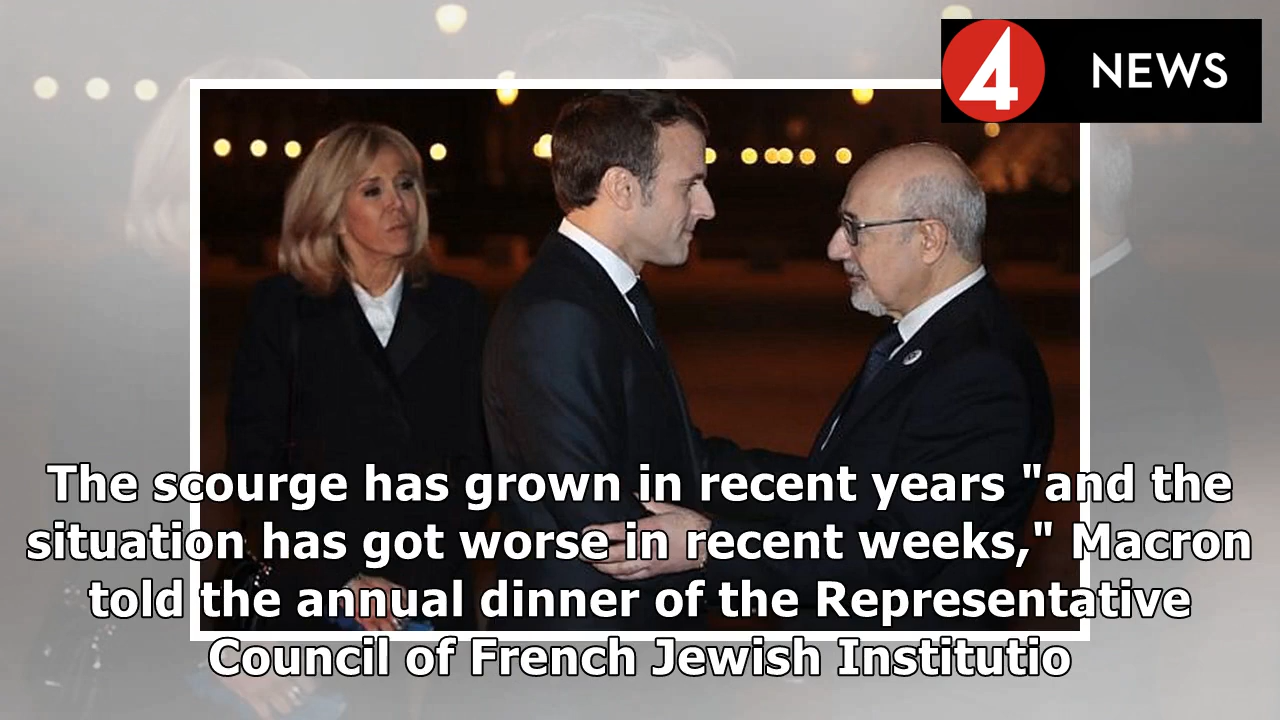 4 NEWS
The scourge has grown in recent years "and the
situation has got worse in recent weeks," Macron
told the annual dinner of the Representative
Council of French Jewish Institutio